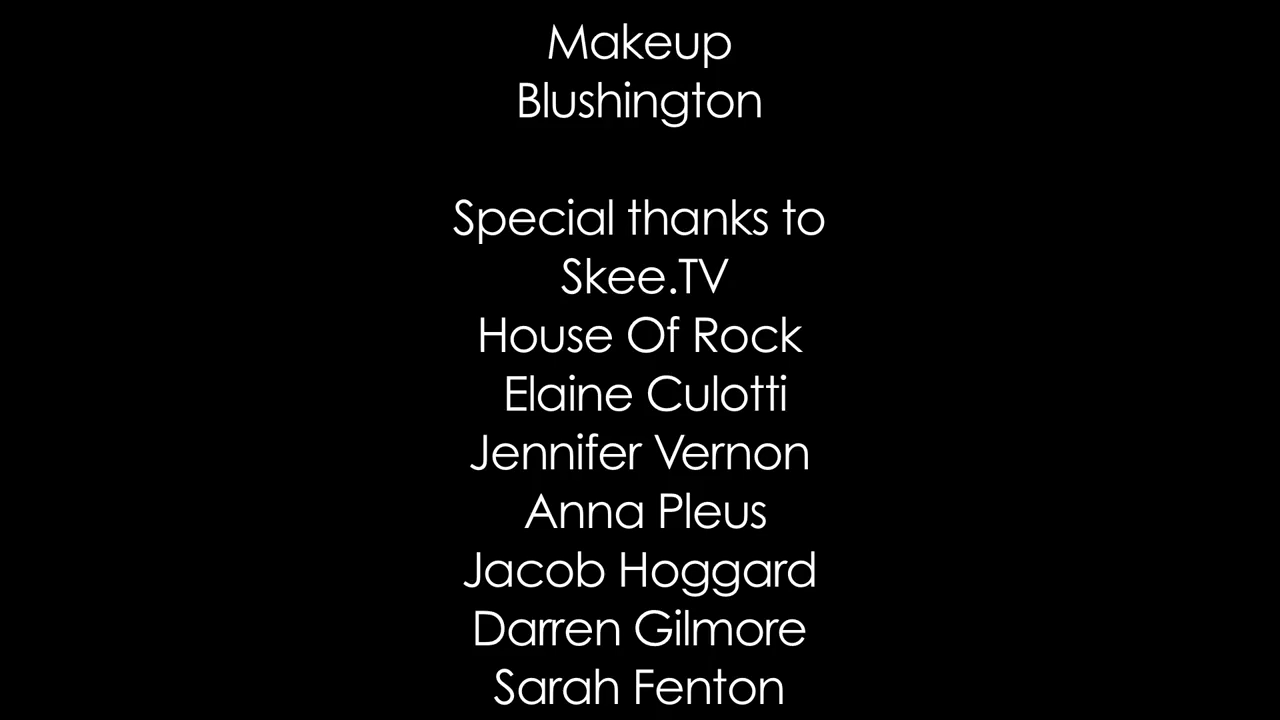 Makeup
Blushington
Special thanks to
Skee.TV
House Of Rock
Elaine Culotti
Jennifer Vernon
Anna Pleus
Jacob Hoggard
Darren Gilmore
Sarah Fenton